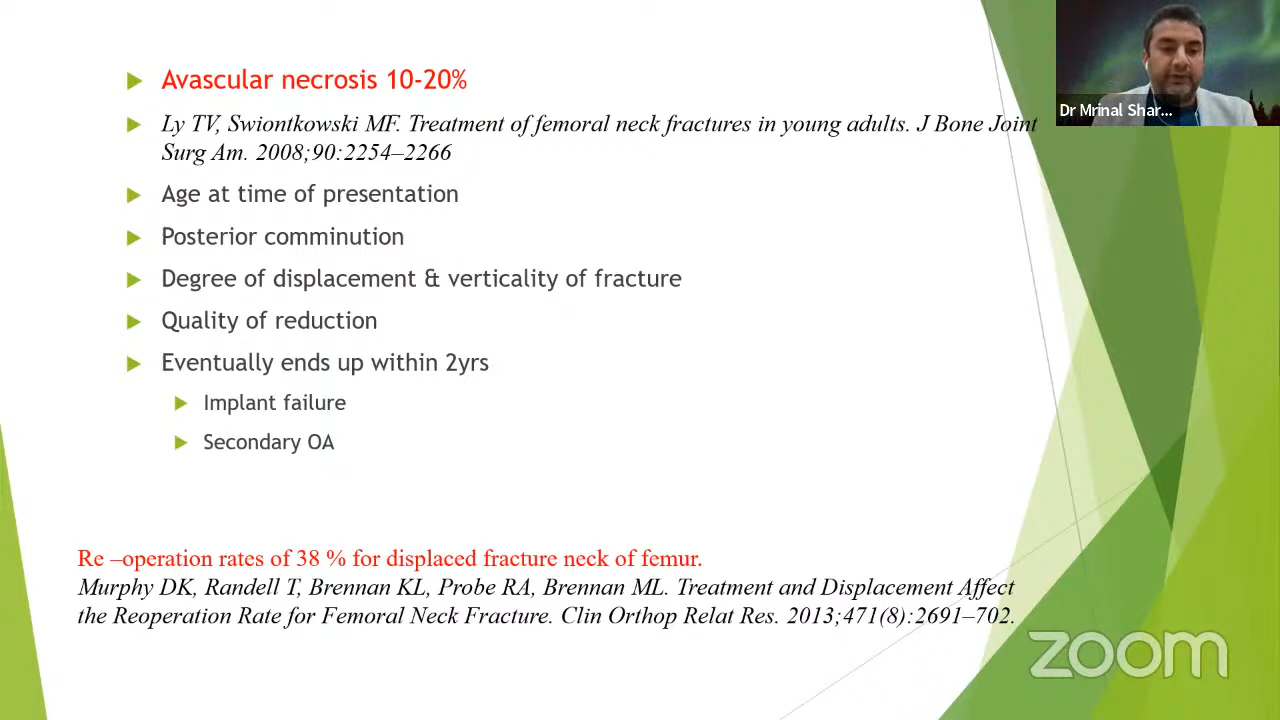 Avascular necrosis 10-20%
Ly TV, Swiontkowski MF. Treatment of femoral neck fractures in young adults. J Bone Joint
Surg Am. 2008;90:2254–2266
Age at time of presentation
Posterior comminution
Degree of displacement & verticality of fracture
Quality of reduction
Eventually ends up within 2yrs
Implant failure
Secondary OA
Re –operation rates of 38 % for displaced fracture neck of femur.
Murphy DK, Randell T, Brennan KL, Probe RA, Brennan ML. Treatment and Displacement Affect
the Reoperation Rate for Femoral Neck Fracture. Clin Orthop Relat Res. 2013;471(8):2691–702.
Dr Mrinal Shar...
zoom